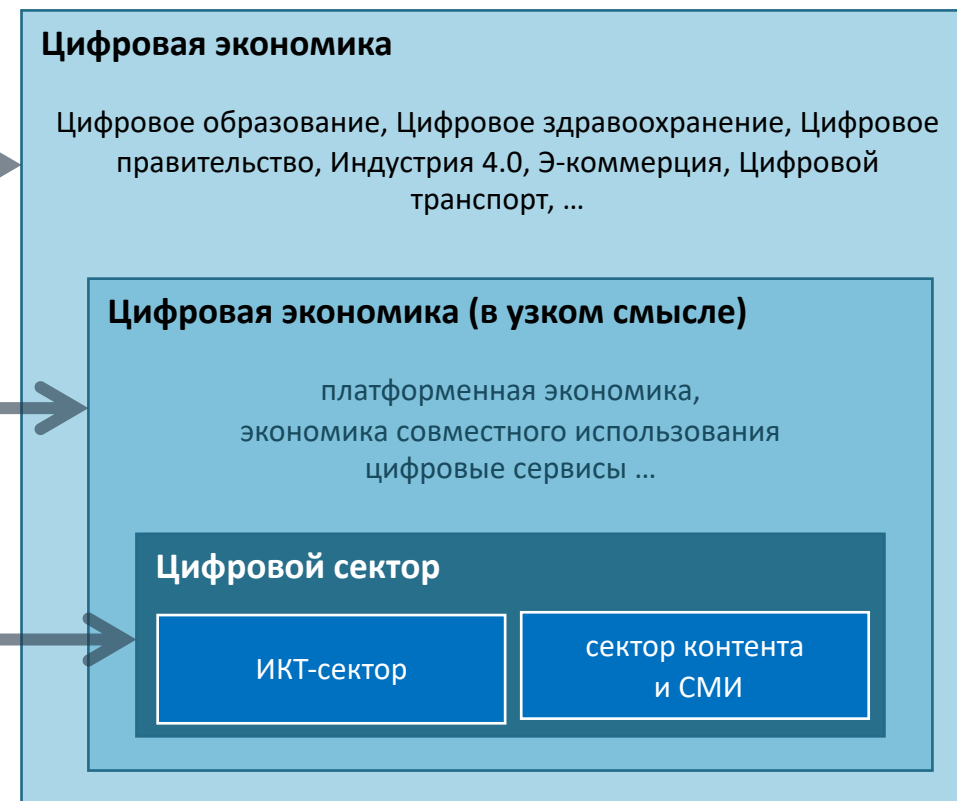 Цифровая экономика
Цифровое образование, Цифровое здравоохранение, Цифровое
правительство, Индустрия 4.0, Э-коммерция, Цифровой
транспорт, …
Цифровая экономика (в узком смысле)
платформенная экономика,
экономика совместного использования
цифровые сервисы …
Цифровой сектор
ИКТ-сектор
сектор контента
и СМИ